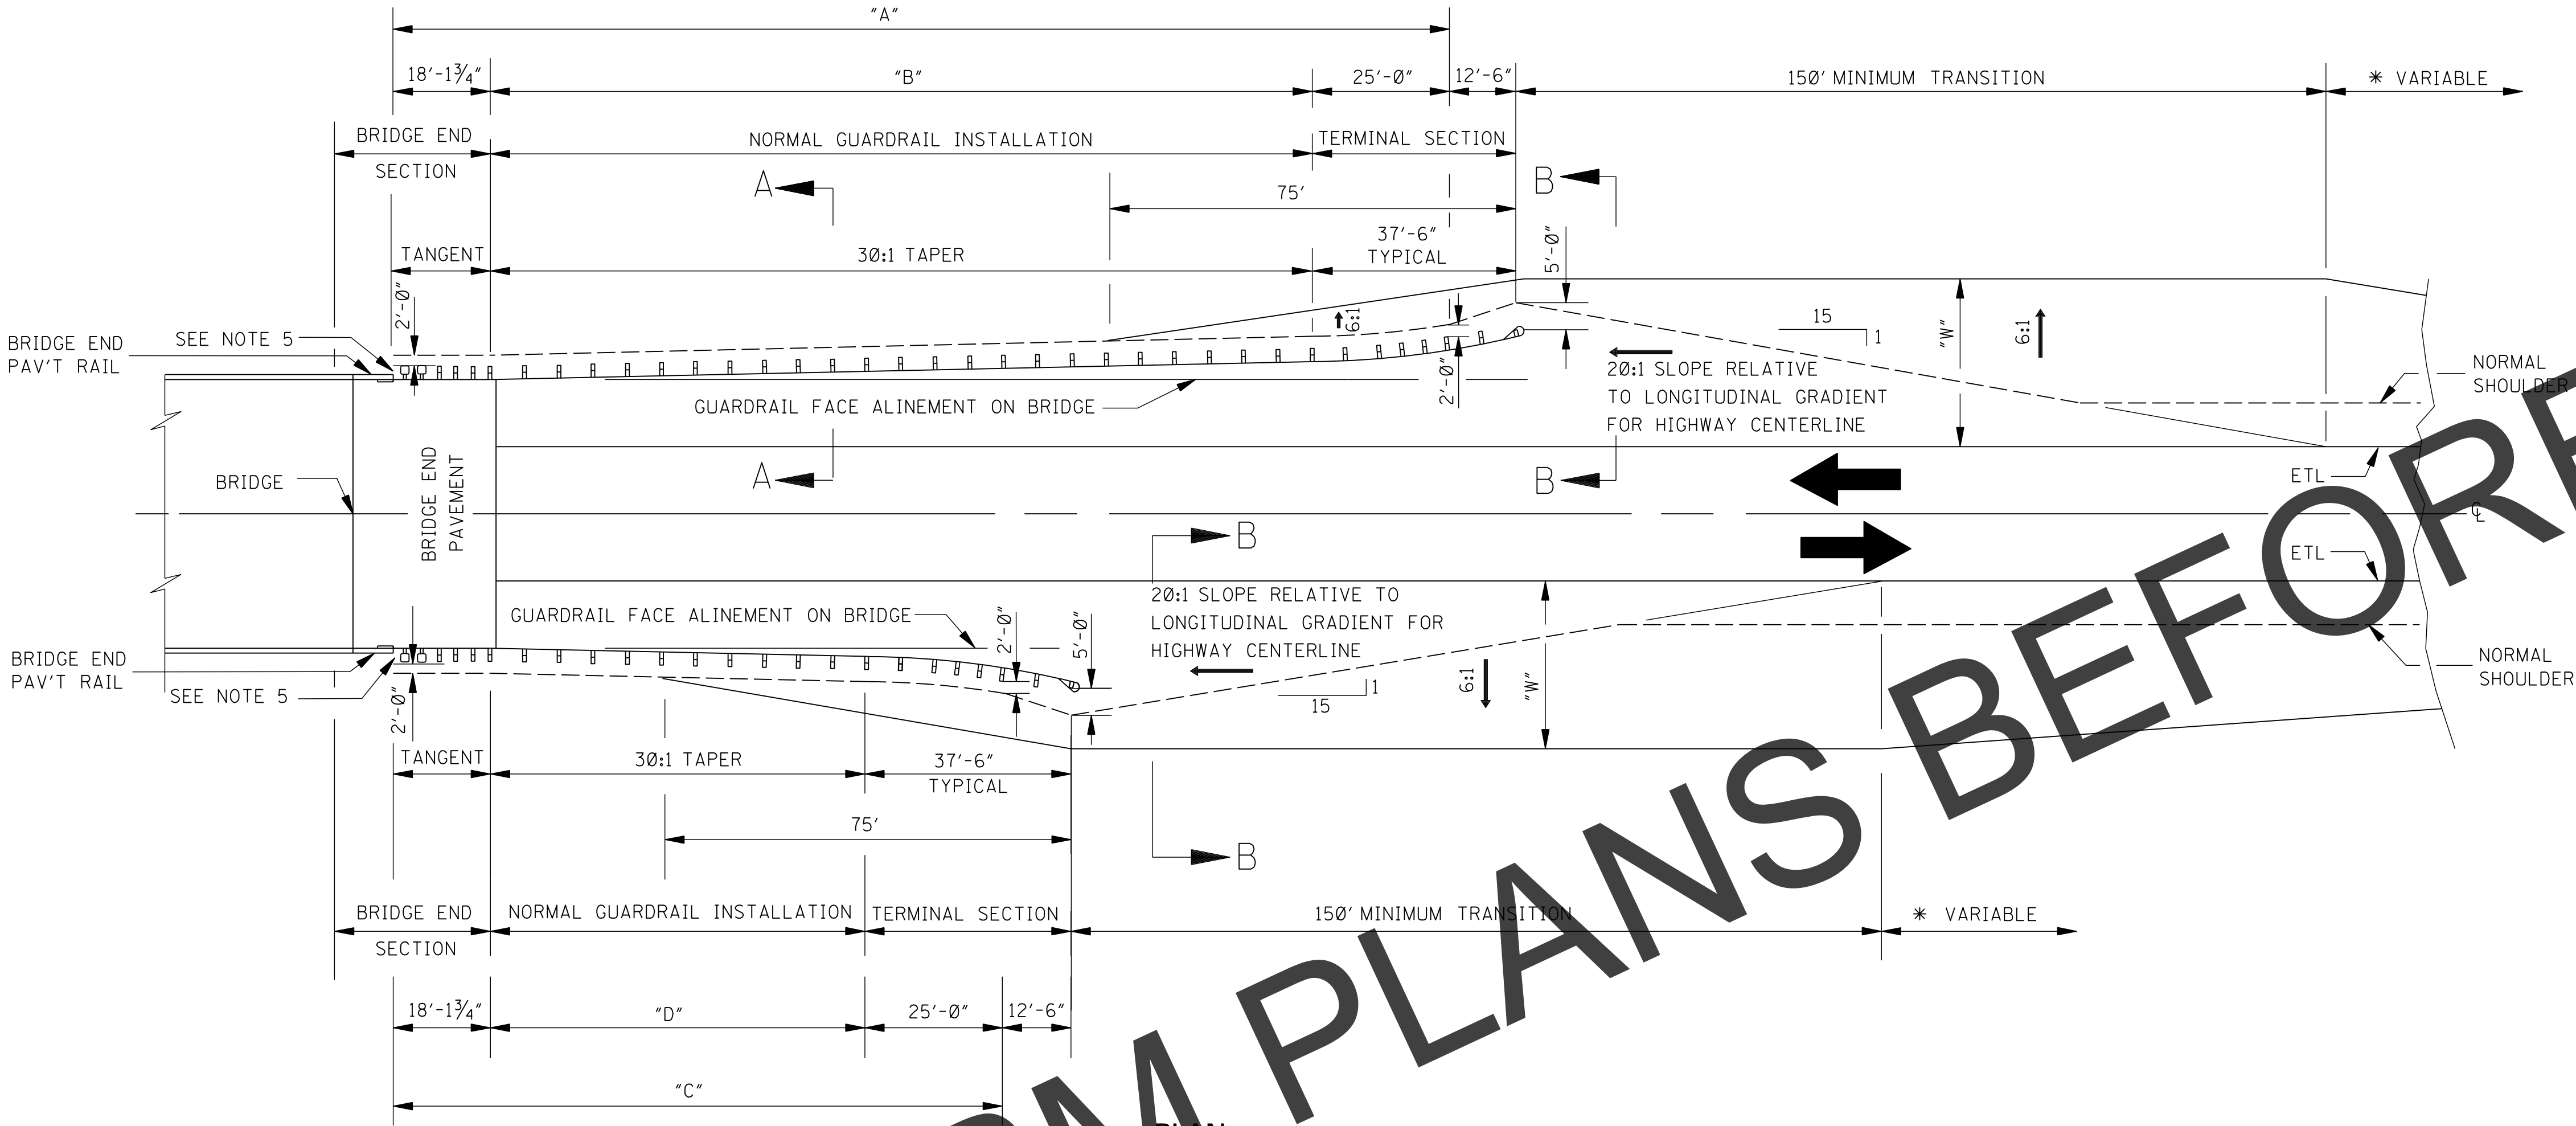 "A"
18'-1¾"
"B"
25'-0"
12'-6"
150' MINIMUM TRANSITION
* VARIABLE
BRIDGE END
SECTION
NORMAL GUARDRAIL INSTALLATION
TERMINAL SECTION
A
B
75'
TANGENT
30:1 TAPER
37'-6"
TYPICAL
5'-0"
2'-0"
6:1
15
1
"W"
6:1
BRIDGE END
PAV'T RAIL
SEE NOTE 5
2'-0"
20:1 SLOPE RELATIVE
TO LONGITUDINAL GRADIENT
FOR HIGHWAY CENTERLINE
NORMAL
SHOULDER
GUARDRAIL FACE ALINEMENT ON BRIDGE
BRIDGE
BRIDGE END
PAVEMENT
A
B
ETL
℄
B
ETL
GUARDRAIL FACE ALINEMENT ON BRIDGE
20:1 SLOPE RELATIVE TO
LONGITUDINAL GRADIENT FOR
HIGHWAY CENTERLINE
2'-0"
5'-0"
BRIDGE END
PAV'T RAIL
SEE NOTE 5
2'-0"
15
1
6:1
"W"
NORMAL
SHOULDER
TANGENT
30:1 TAPER
37'-6"
TYPICAL
75'
B
BRIDGE END
SECTION
NORMAL GUARDRAIL INSTALLATION
TERMINAL SECTION
150' MINIMUM TRANSITION
* VARIABLE
18'-1¾"
"D"
25'-0"
12'-6"
"C"
PLANS BEFORE